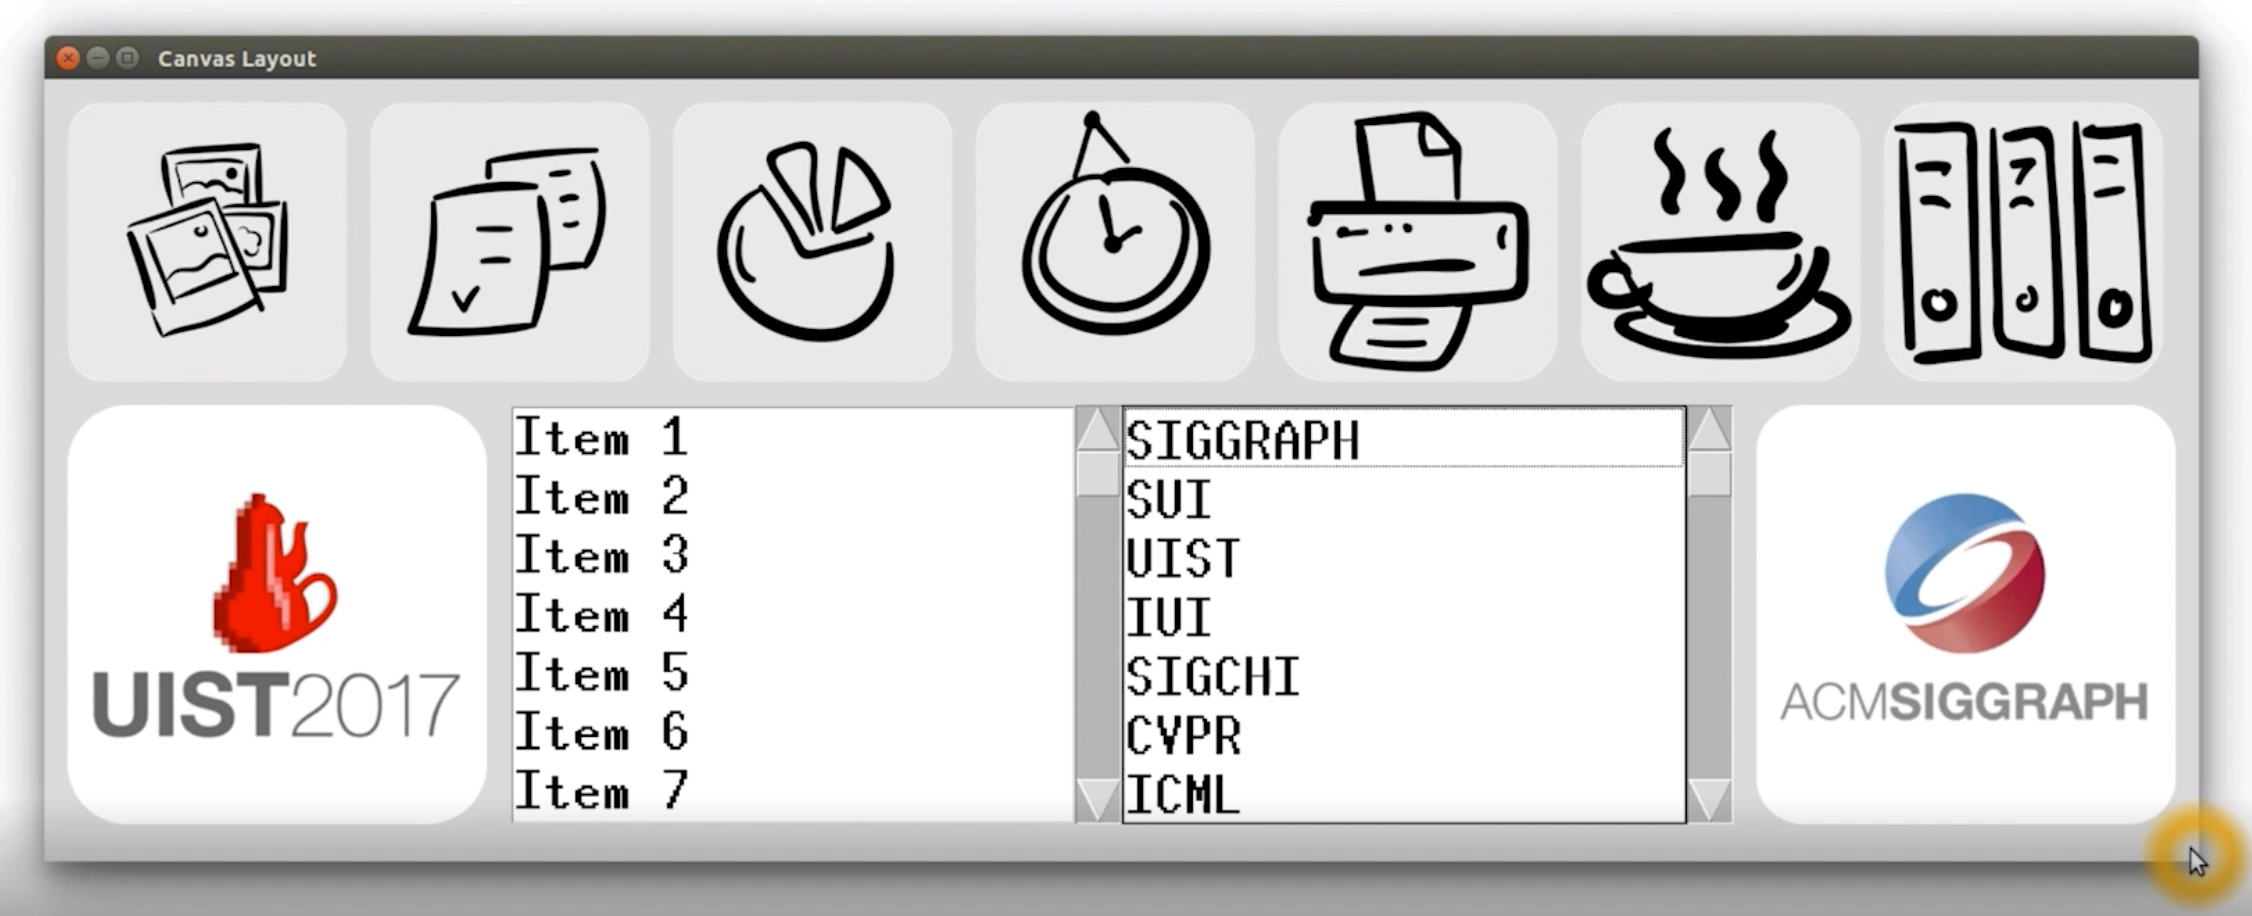 Canvas Layout
UIST2017
Item 1
Item 2
Item 3
Item 4
Item 5
Item 6
Item 7
SIGGRAPH
SUI
UIST
IUI
SIGCHI
CVPR
ICML
ACMSIGGRAPH